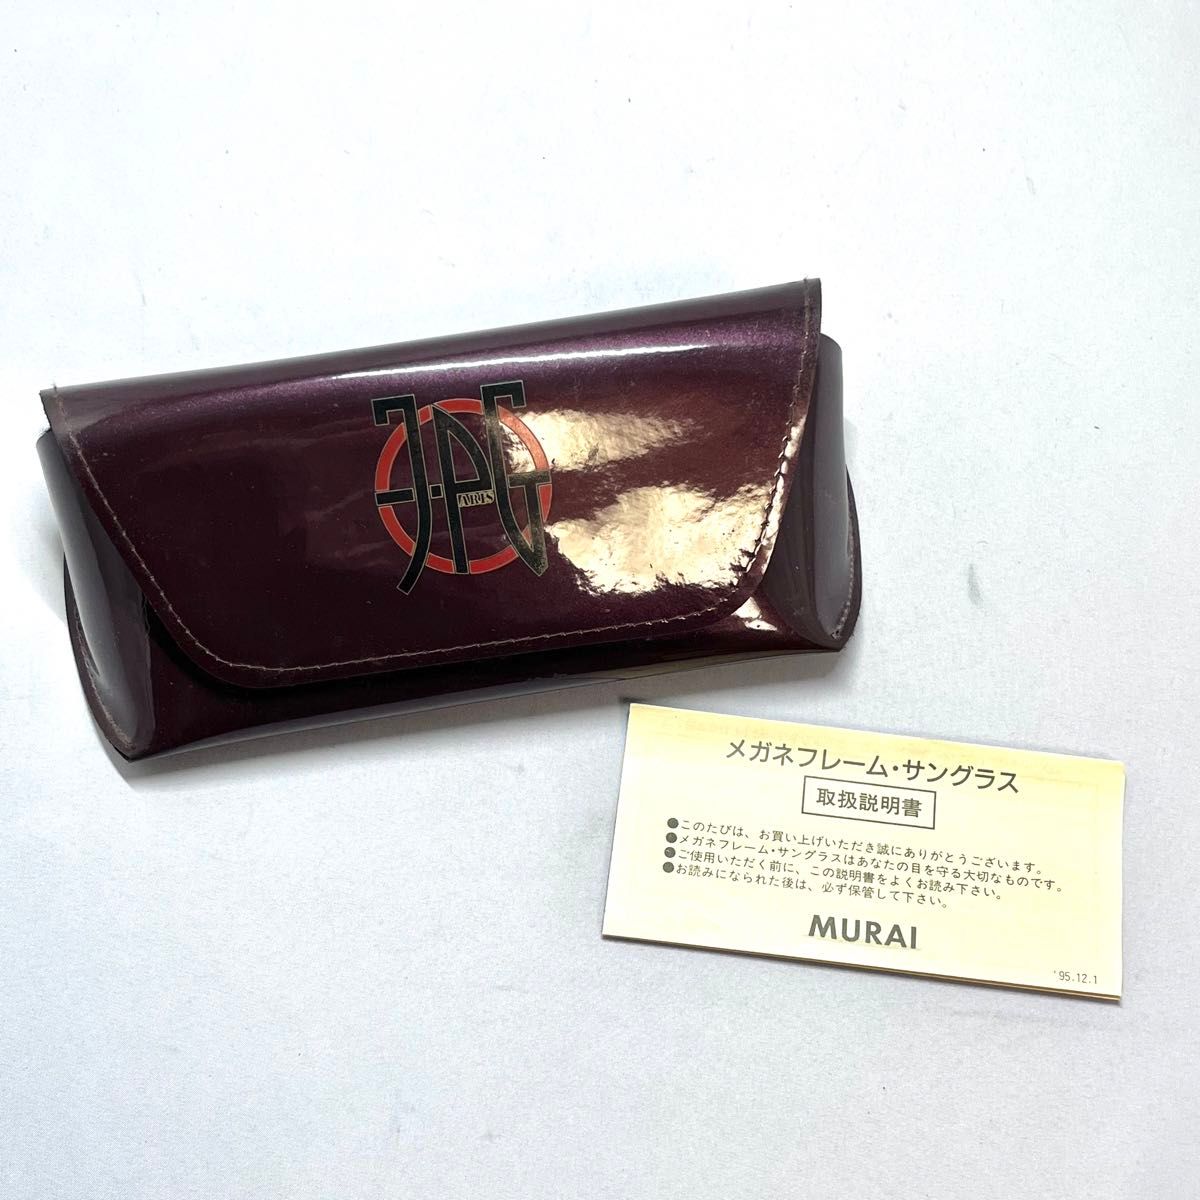 J.P.G
ARTS
メガネフレーム・サングラス
取扱説明書
●このたびは、お買い上げいただき誠にありがとうございます。
●メガネフレーム・サングラスはあなたの目を守る大切なものです。
●ご使用いただく前に、この説明書をよくお読み下さい。
●お読みになられた後は、必ず保管して下さい。
MURAI
'95.12.1